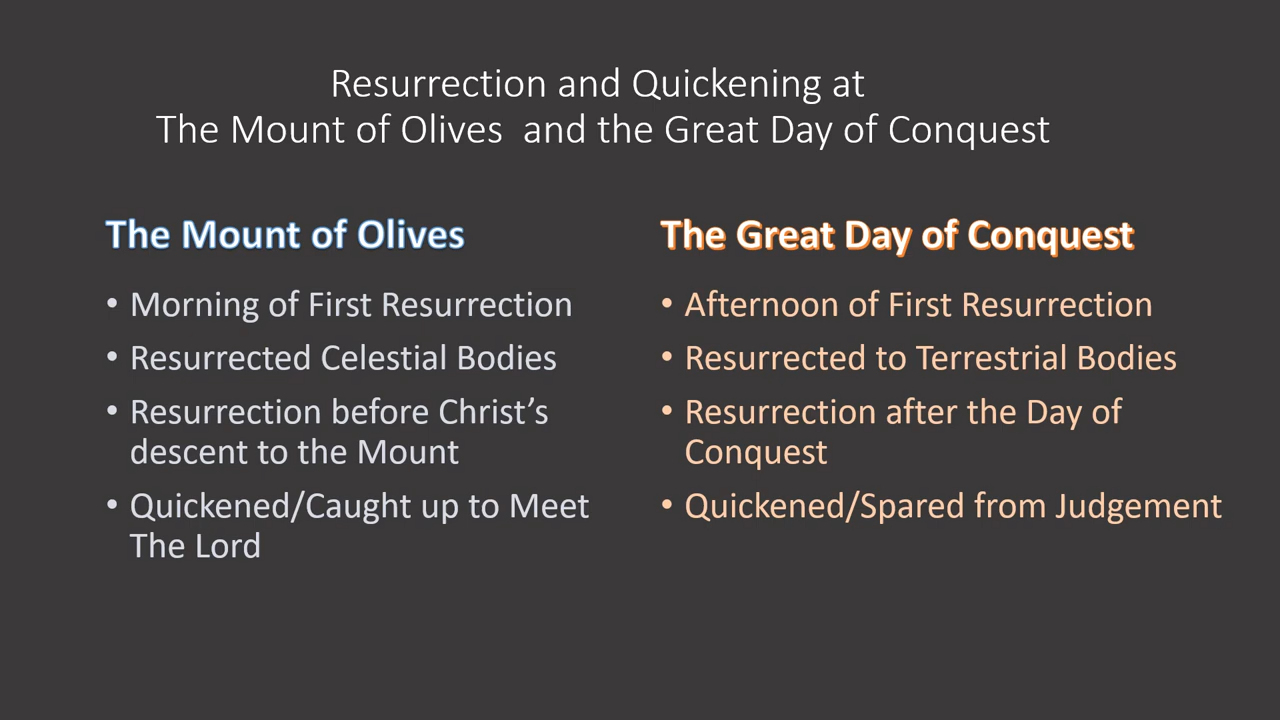 Resurrection and Quickening at
The Mount of Olives and the Great Day of Conquest
The Mount of Olives
• Morning of First Resurrection
• Resurrected Celestial Bodies
• Resurrection before Christ’s
descent to the Mount
• Quickened/Caught up to Meet
The Lord
The Great Day of Conquest
• Afternoon of First Resurrection
• Resurrected to Terrestrial Bodies
• Resurrection after the Day of
Conquest
• Quickened/Spared from Judgement